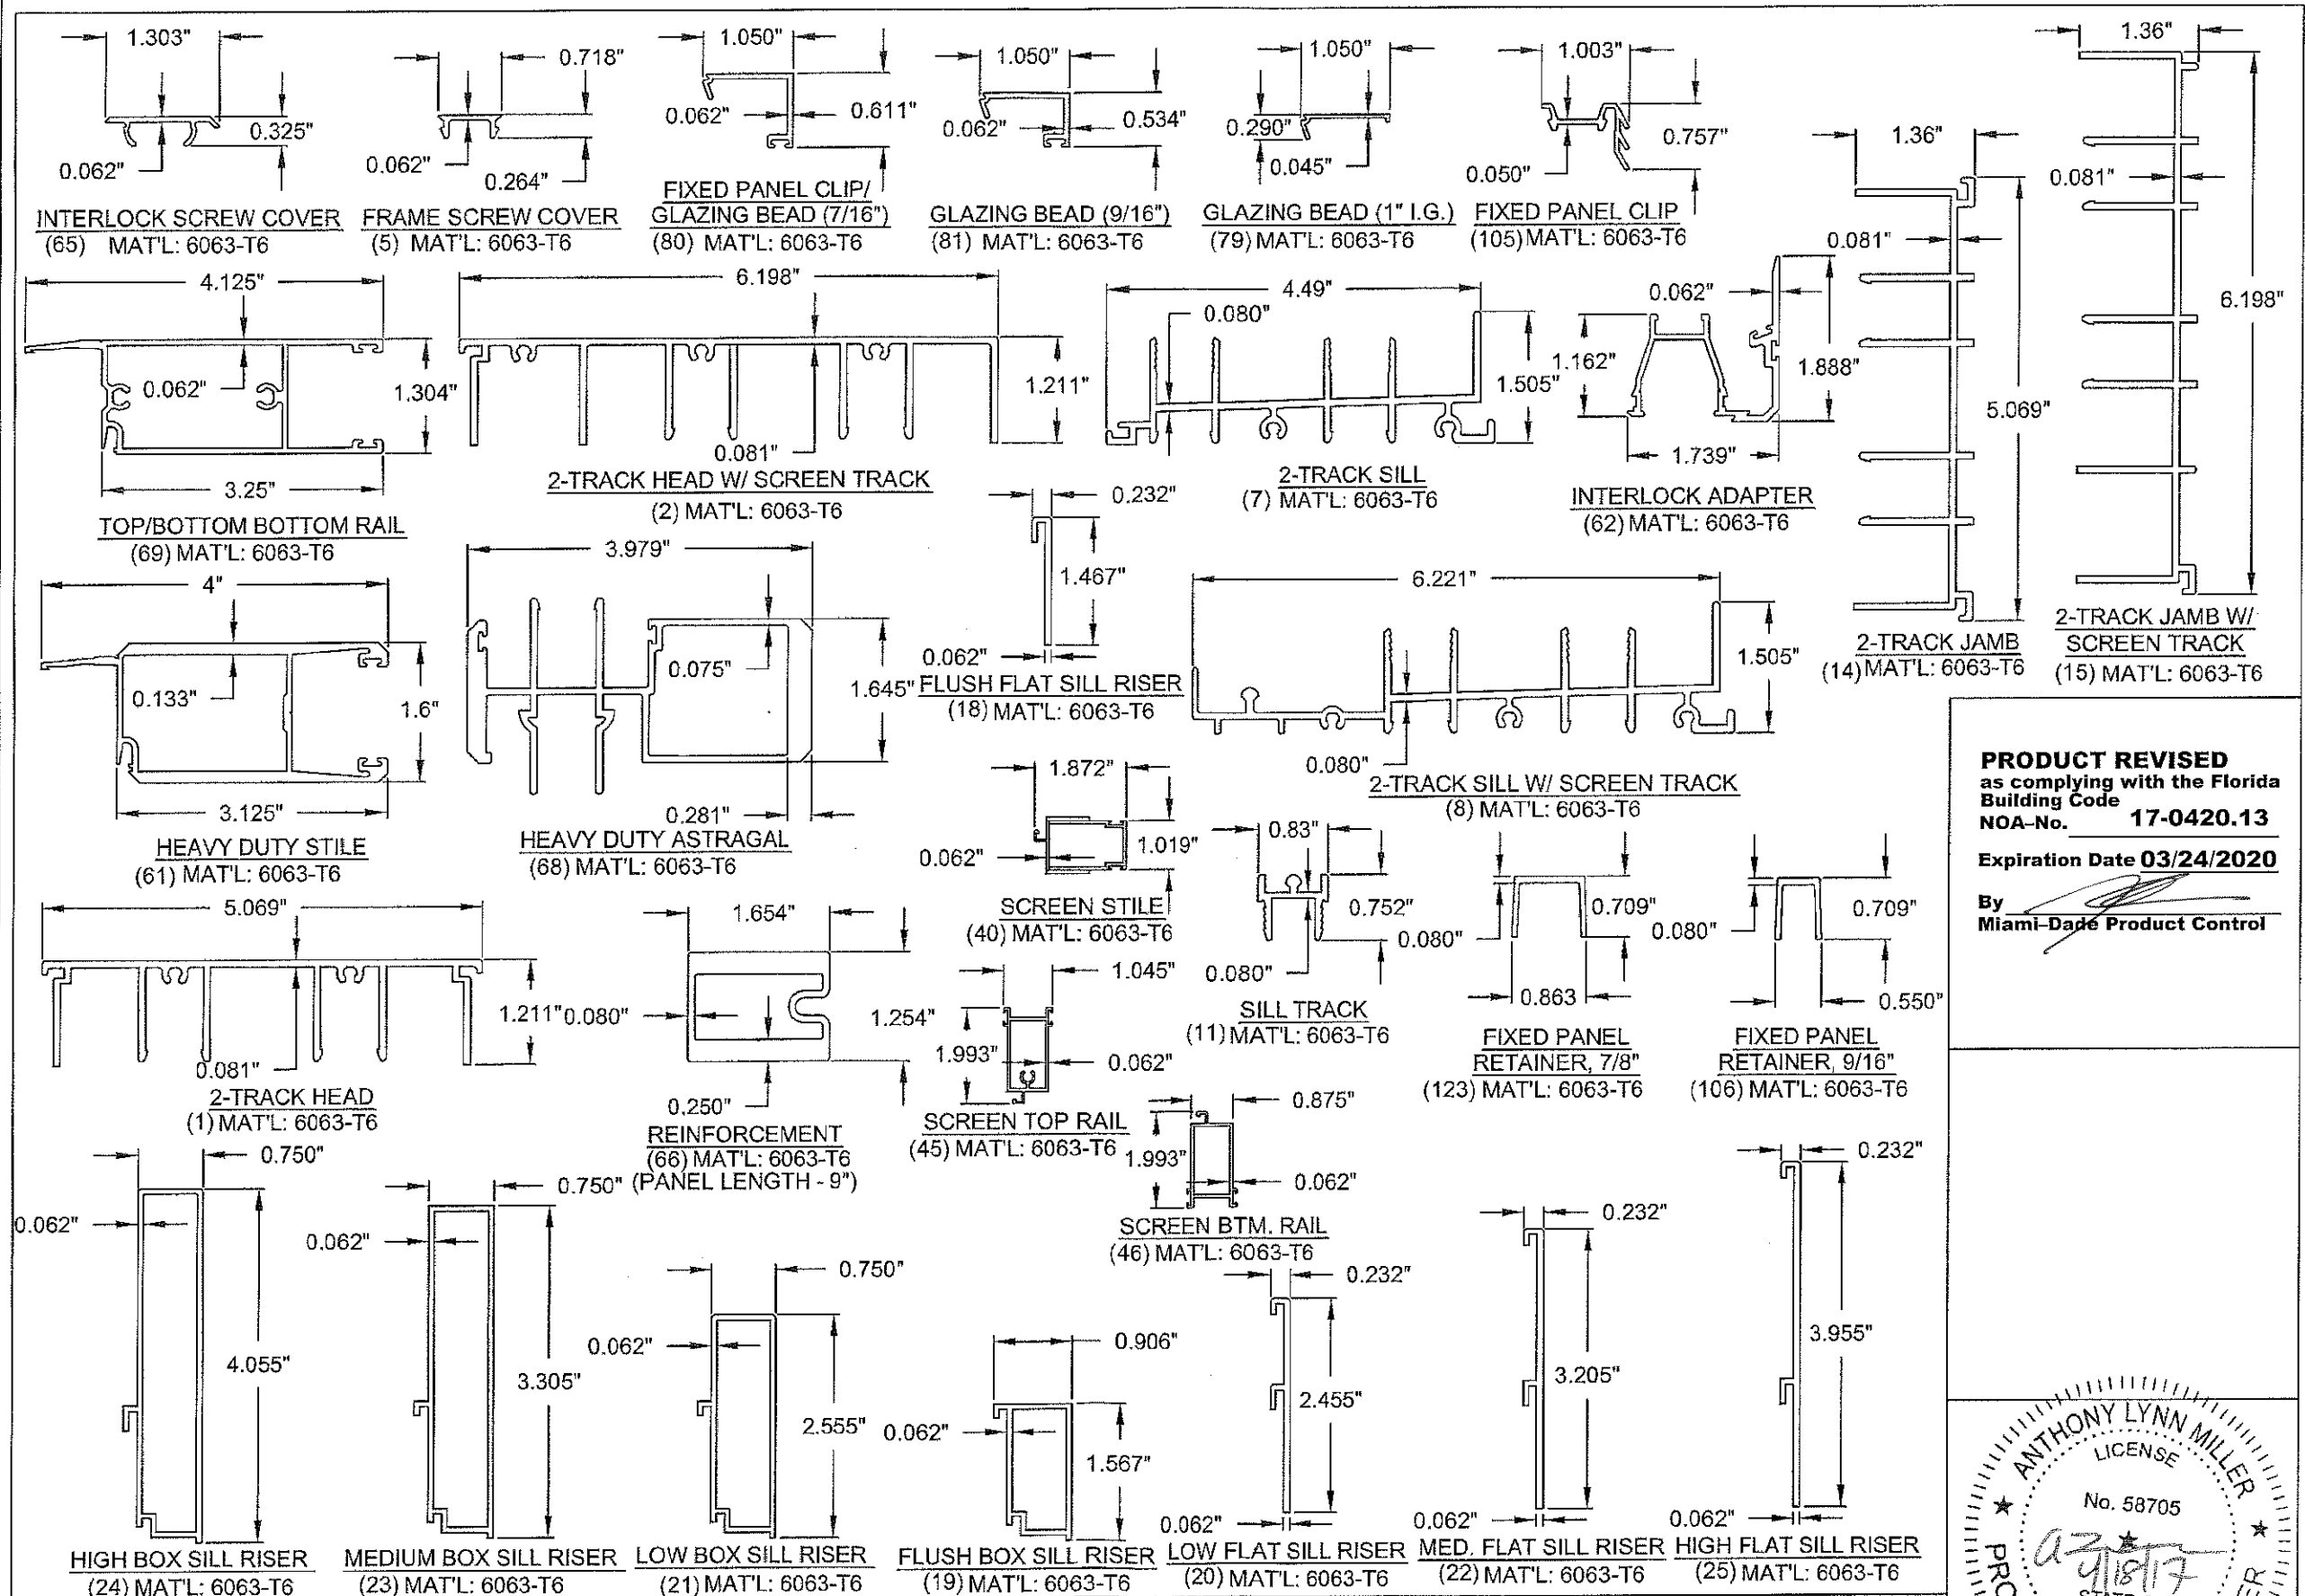 1.303"
0.062"
0.325"
INTERLOCK SCREW COVER
(65) MAT'L: 6063-T6
0.718"
0.062"
0.264"
FRAME SCREW COVER
(5) MAT'L: 6063-T6
1.050"
0.062"
0.611"
FIXED PANEL CLIP/
GLAZING BEAD (7/16")
(80) MAT'L: 6063-T6
1.050"
0.062"
0.534"
GLAZING BEAD (9/16")
(81) MAT'L: 6063-T6
1.050"
0.290"
0.045"
GLAZING BEAD (1" I.G.)
(79) MAT'L: 6063-T6
1.003"
0.050"
0.757"
FIXED PANEL CLIP
(105) MAT'L: 6063-T6
4.125"
0.062"
1.304"
3.25"
TOP/BOTTOM BOTTOM RAIL
(69) MAT'L: 6063-T6
6.198"
1.211"
0.081"
2-TRACK HEAD W/ SCREEN TRACK
(2) MAT'L: 6063-T6
4.49"
0.080"
1.505"
2-TRACK SILL
(7) MAT'L: 6063-T6
0.062"
1.162"
1.888"
1.739"
INTERLOCK ADAPTER
(62) MAT'L: 6063-T6
1.36"
0.081"
5.069"
2-TRACK JAMB
(14) MAT'L: 6063-T6
1.36"
0.081"
6.198"
2-TRACK JAMB W/
SCREEN TRACK
(15) MAT'L: 6063-T6
4"
0.133"
1.6"
3.125"
HEAVY DUTY STILE
(61) MAT'L: 6063-T6
3.979"
0.075"
1.645"
0.281"
HEAVY DUTY ASTRAGAL
(68) MAT'L: 6063-T6
0.232"
1.467"
0.062"
FLUSH FLAT SILL RISER
(18) MAT'L: 6063-T6
6.221"
1.505"
0.080"
2-TRACK SILL W/ SCREEN TRACK
(8) MAT'L: 6063-T6
1.872"
0.062"
1.019"
SCREEN STILE
(40) MAT'L: 6063-T6
0.83"
0.752"
0.080"
SILL TRACK
(11) MAT'L: 6063-T6
0.709"
0.080"
0.863
FIXED PANEL
RETAINER, 7/8"
(123) MAT'L: 6063-T6
0.709"
0.080"
0.550"
FIXED PANEL
RETAINER, 9/16"
(106) MAT'L: 6063-T6
5.069"
1.211"
0.081"
2-TRACK HEAD
(1) MAT'L: 6063-T6
1.654"
0.080"
1.254"
0.250"
REINFORCEMENT
(66) MAT'L: 6063-T6
(PANEL LENGTH - 9")
1.045"
1.993"
0.062"
SCREEN TOP RAIL
(45) MAT'L: 6063-T6
0.875"
1.993"
0.062"
SCREEN BTM. RAIL
(46) MAT'L: 6063-T6
0.750"
0.062"
4.055"
HIGH BOX SILL RISER
(24) MAT'L: 6063-T6
0.750"
0.062"
3.305"
MEDIUM BOX SILL RISER
(23) MAT'L: 6063-T6
0.750"
0.062"
2.555"
LOW BOX SILL RISER
(21) MAT'L: 6063-T6
0.906"
0.062"
1.567"
FLUSH BOX SILL RISER
(19) MAT'L: 6063-T6
0.232"
2.455"
0.062"
LOW FLAT SILL RISER
(20) MAT'L: 6063-T6
0.232"
3.205"
0.062"
MED. FLAT SILL RISER
(22) MAT'L: 6063-T6
0.232"
3.955"
0.062"
HIGH FLAT SILL RISER
(25) MAT'L: 6063-T6
PRODUCT REVISED
as complying with the Florida
Building Code
NOA-No. 17-0420.13
Expiration Date 03/24/2020
By
Miami-Dade Product Control
ANTHONY LYNN MILLER
LICENSE
No. 58705